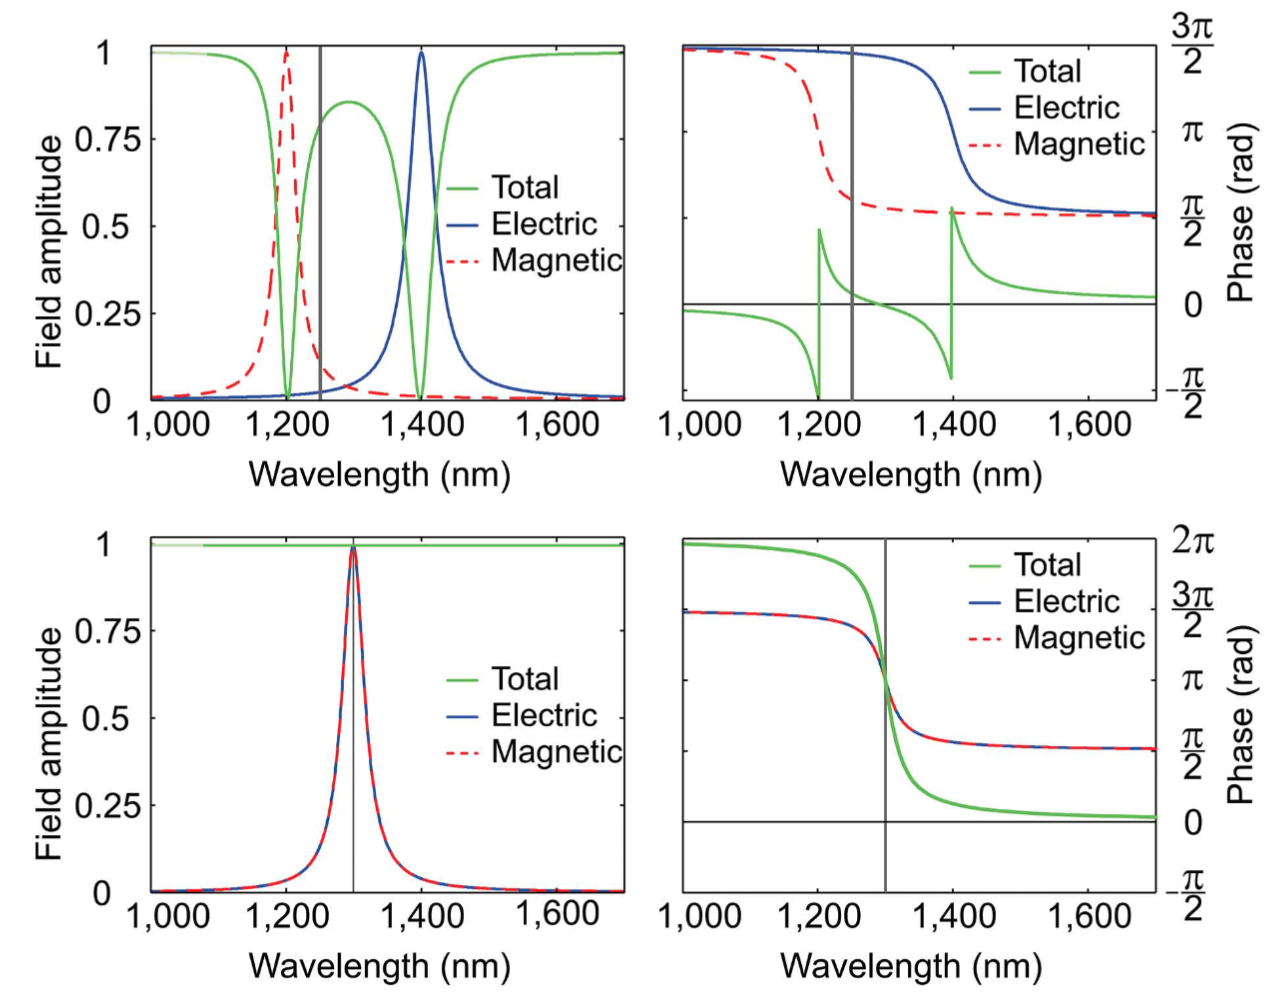 1
0.75
0.5
0.25
0
Field amplitude
1,000 1,200 1,400 1,600
Wavelength (nm)
Total
Electric
Magnetic
3π/2
π
π/2
0
-π/2
Phase (rad)
1,000 1,200 1,400 1,600
Wavelength (nm)
Total
Electric
Magnetic
1
0.75
0.5
0.25
0
Field amplitude
1,000 1,200 1,400 1,600
Wavelength (nm)
Total
Electric
Magnetic
2π
3π/2
π
π/2
0
-π/2
Phase (rad)
1,000 1,200 1,400 1,600
Wavelength (nm)
Total
Electric
Magnetic